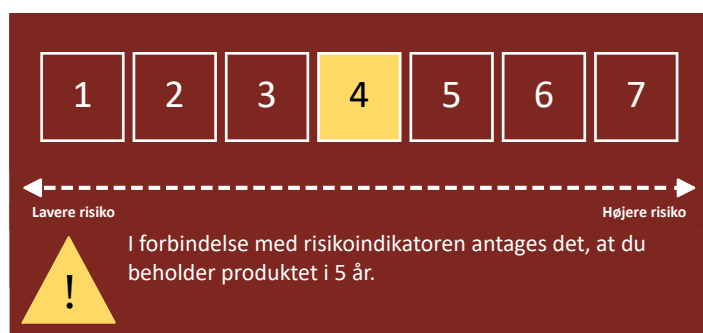 1 2 3 4 5 6 7
Lavere risiko Højere risiko
I forbindelse med risikoindikatoren antages det, at du
beholder produktet i 5 år.
!